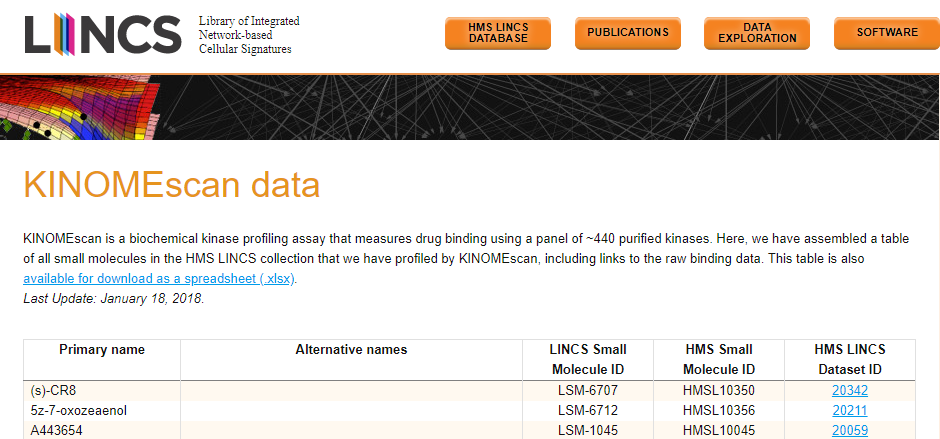 LINCS
Library of Integrated
Network-based
Cellular Signatures
HMS LINCS
DATABASE
PUBLICATIONS
DATA
EXPLORATION
SOFTWARE
KINOMEscan data
KINOMEscan is a biochemical kinase profiling assay that measures drug binding using a panel of ~440 purified kinases. Here, we have assembled a table
of all small molecules in the HMS LINCS collection that we have profiled by KINOMEscan, including links to the raw binding data. This table is also
available for download as a spreadsheet (.xlsx).
Last Update: January 18, 2018.
Primary name Alternative names LINCS Small Molecule ID HMS Small Molecule ID HMS LINCS Dataset ID
(s)-CR8 LSM-6707 HMSL10350 20342
5z-7-oxozeaenol LSM-6712 HMSL10356 20211
A443654 LSM-1045 HMSL10045 20059